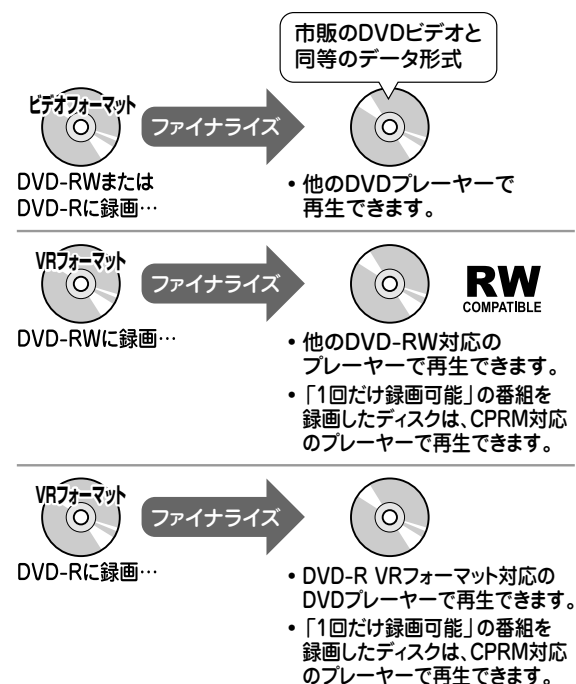 市販のDVDビデオと
同等のデータ形式
ビデオフォーマット
ファイナライズ
DVD-RWまたは
DVD-Rに録画…
• 他のDVDプレーヤーで
再生できます。
VRフォーマット
ファイナライズ
RW
COMPATIBLE
DVD-RWに録画…
• 他のDVD-RW対応の
プレーヤーで再生できます。
• 「1回だけ録画可能」の番組を
録画したディスクは、CPRM対応
のプレーヤーで再生できます。
VRフォーマット
ファイナライズ
DVD-Rに録画…
• DVD-R VRフォーマット対応の
DVDプレーヤーで再生できます。
• 「1回だけ録画可能」の番組を
録画したディスクは、CPRM対応
のプレーヤーで再生できます。